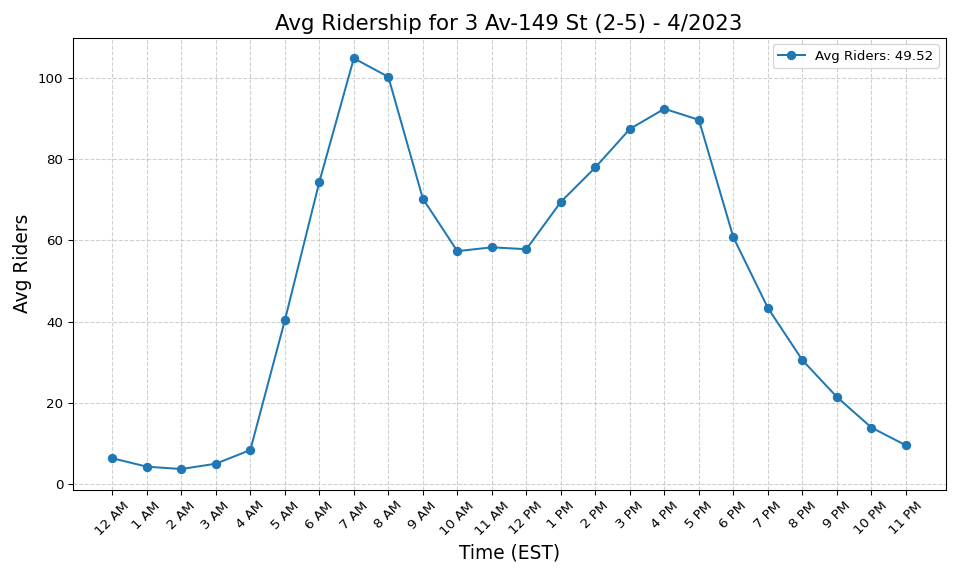 Avg Ridership for 3 Av-149 St (2-5) - 4/2023
Avg Riders: 49.52
Avg Riders
100
80
60
40
20
0
12 AM
1 AM
2 AM
3 AM
4 AM
5 AM
6 AM
7 AM
8 AM
9 AM
10 AM
11 AM
12 PM
1 PM
2 PM
3 PM
4 PM
5 PM
6 PM
7 PM
8 PM
9 PM
10 PM
11 PM
Time (EST)